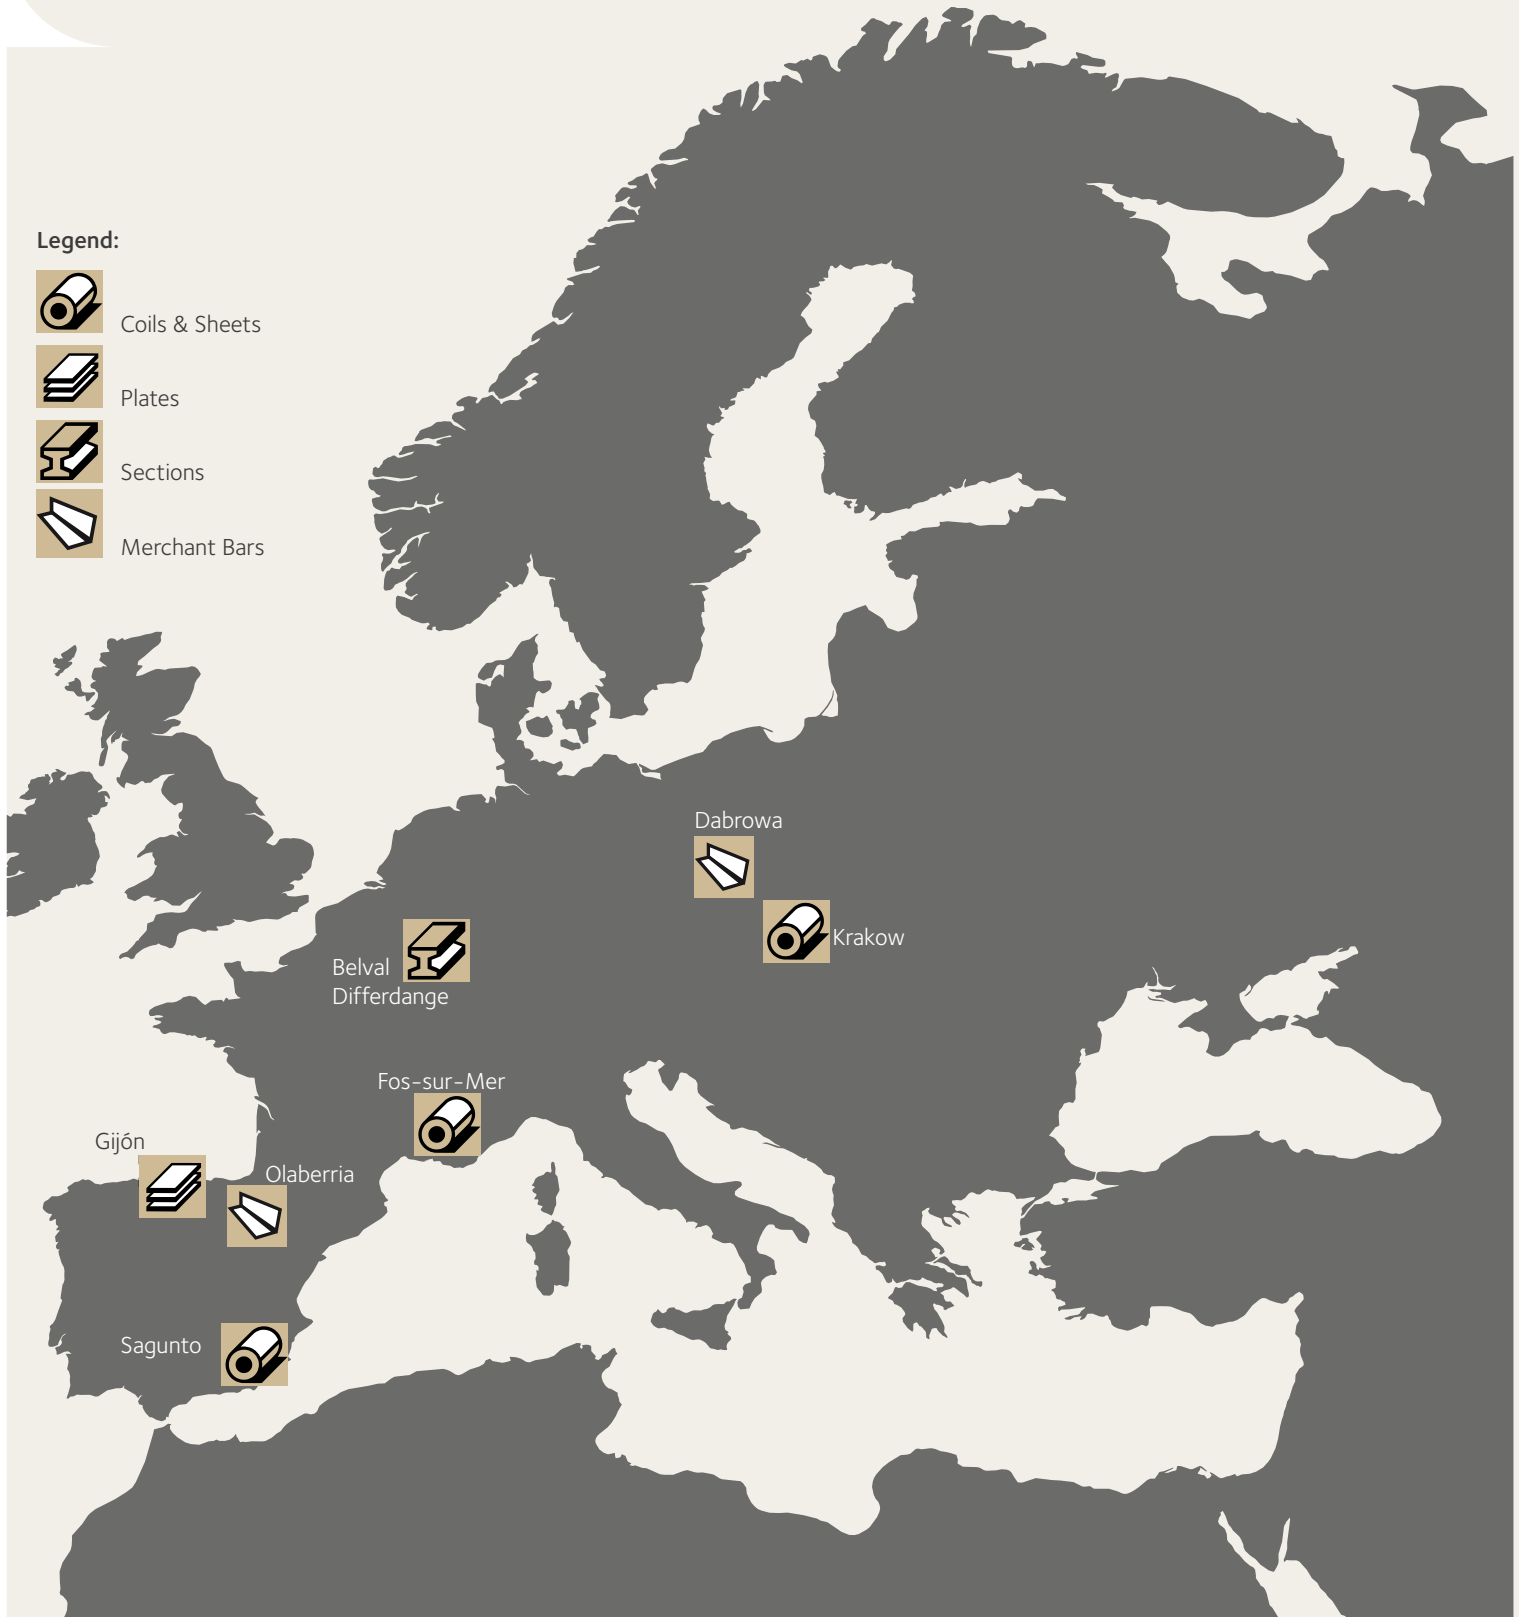 Legend:
Coils & Sheets
Plates
Sections
Merchant Bars
Dabrowa
Krakow
Belval
Differdange
Fos-sur-Mer
Gijón
Olaberria
Sagunto